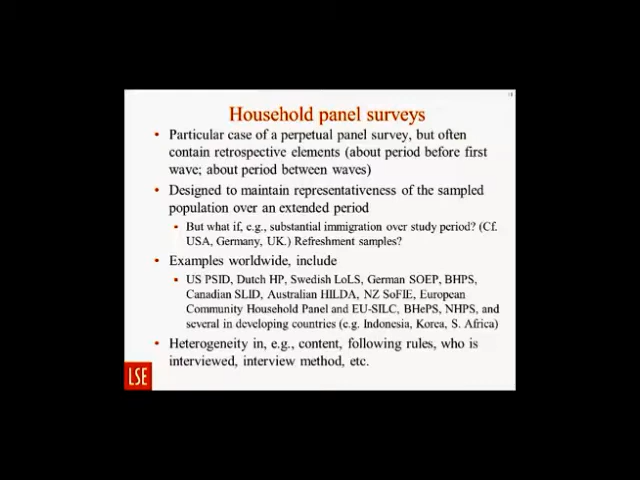 Household panel surveys
• Particular case of a perpetual panel survey, but often
contain retrospective elements (about period before first
wave; about period between waves)
• Designed to maintain representativeness of the sampled
population over an extended period
• But what if, e.g., substantial immigration over study period? (Cf.
USA, Germany, UK.) Refreshment samples?
• Examples worldwide, include
• US PSID, Dutch HP, Swedish LoLS, German SOEP, BHPS,
Canadian SLID, Australian HILDA, NZ SoFIE, European
Community Household Panel and EU-SILC, BHePS, NHPS, and
several in developing countries (e.g. Indonesia, Korea, S. Africa)
• Heterogeneity in, e.g., content, following rules, who is
interviewed, interview method, etc.
LSE